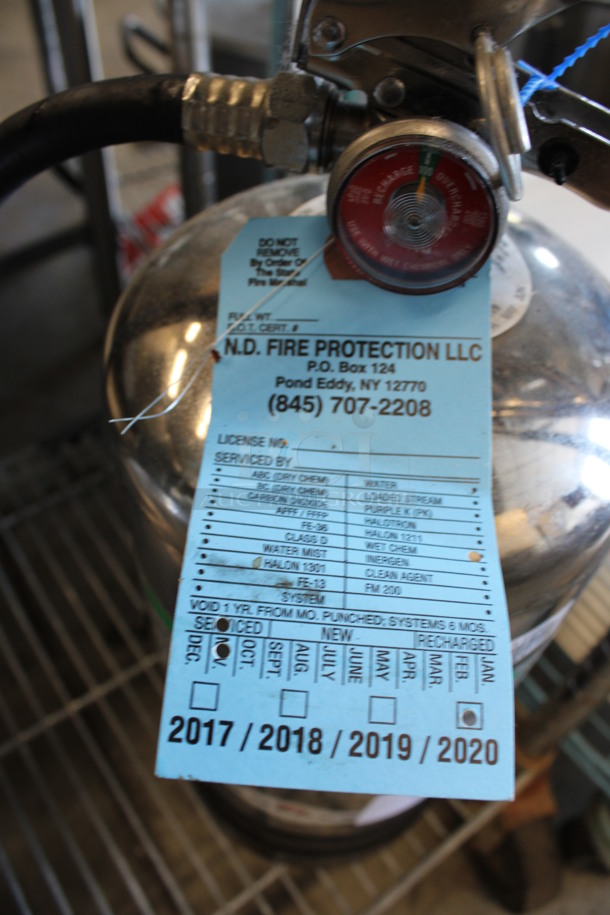 RECHARGE
OVERCHARGE
DO NOT
REMOVE
By Order Of
The State
Fire Marshal
FULL WT.
D.O.T. CERT. #
N.D. FIRE PROTECTION LLC
P.O. Box 124
Pond Eddy, NY 12770
(845) 707-2208
LICENSE NO.
SERVICED BY
ABC (DRY CHEM) WATER
BC (DRY CHEM) LOADED STREAM
CARBON DIOXIDE PURPLE K (PK)
AFFF / FFFP HALOTRON
FE-36 HALON 1211
CLASS D WET CHEM
WATER MIST INERGEN
HALON 1301 CLEAN AGENT
FE-13 FM 200
SYSTEM
VOID 1 YR. FROM MO. PUNCHED; SYSTEMS 6 MOS.
SERVICED NEW RECHARGED
DEC. NOV. OCT. SEPT. AUG. JULY JUNE MAY APR. MAR. FEB. JAN.
2017 / 2018 / 2019 / 2020